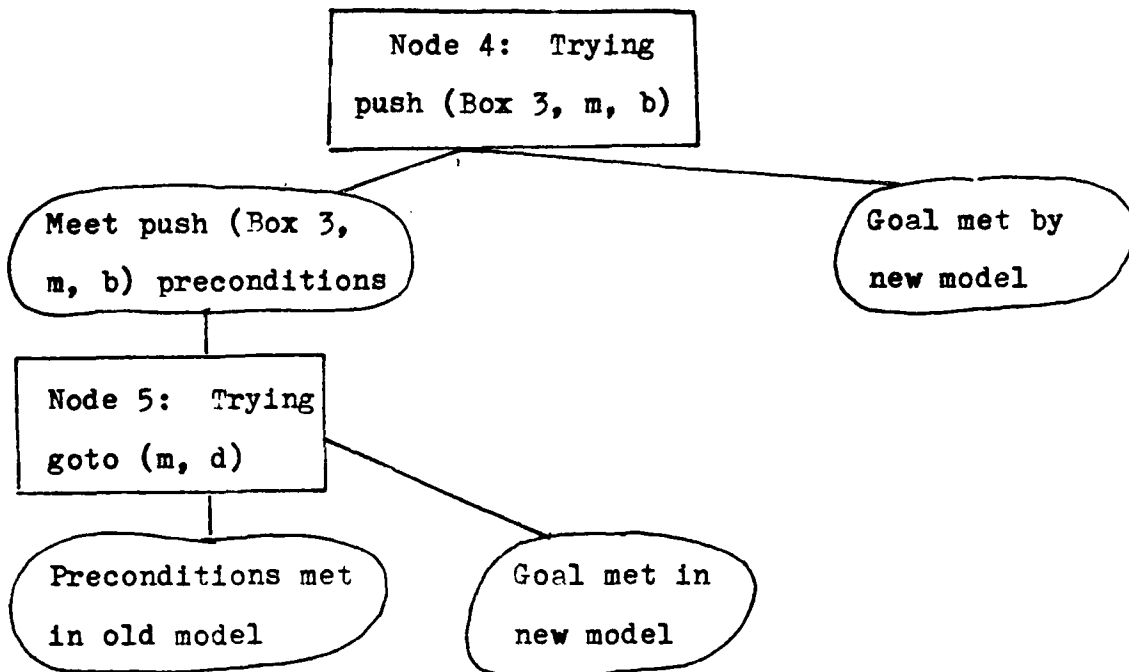 Node 4: Trying
push (Box 3, m, b)
Meet push (Box 3,
m, b) preconditions
Goal met by
new model
Node 5: Trying
goto (m, d)
Preconditions met
in old model
Goal met in
new model